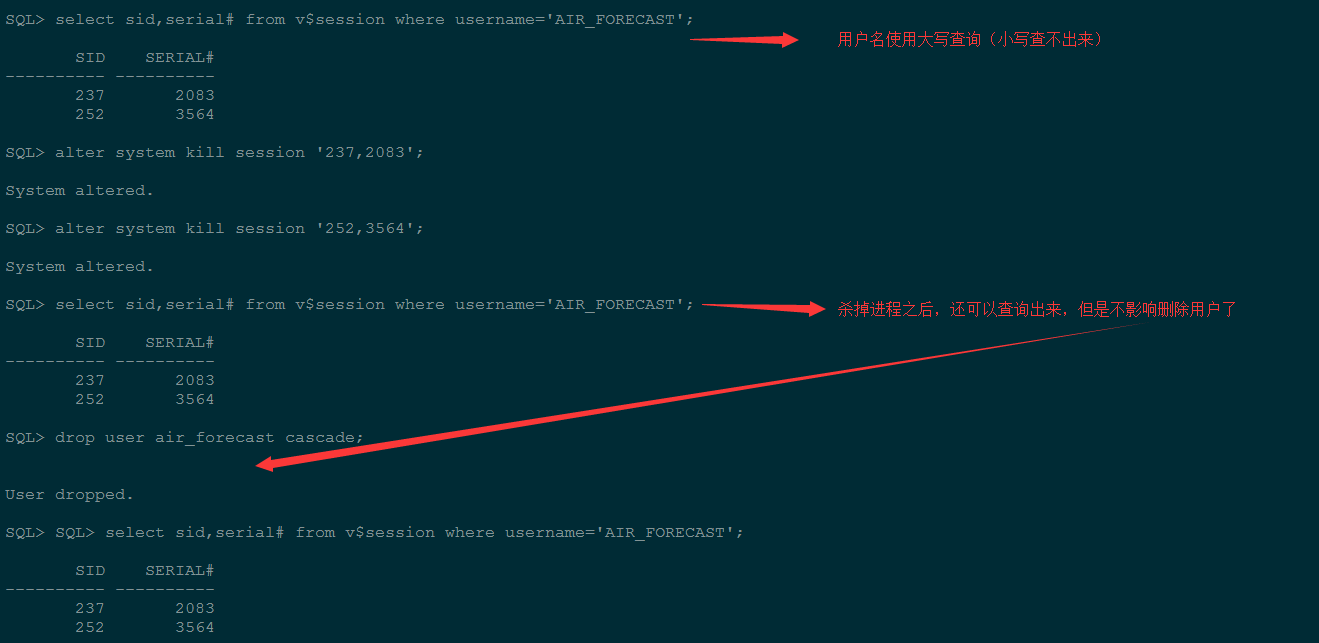 SQL> select sid,serial# from v$session where username='AIR_FORECAST';
用户名使用大写查询（小写查不出来）
SID SERIAL#
---------- ----------
237 2083
252 3564
SQL> alter system kill session '237,2083';
System altered.
SQL> alter system kill session '252,3564';
System altered.
SQL> select sid,serial# from v$session where username='AIR_FORECAST';
杀掉进程之后，还可以查询出来，但是不影响删除用户了
SID SERIAL#
---------- ----------
237 2083
252 3564
SQL> drop user air_forecast cascade;
User dropped.
SQL> SQL> select sid,serial# from v$session where username='AIR_FORECAST';
SID SERIAL#
---------- ----------
237 2083
252 3564